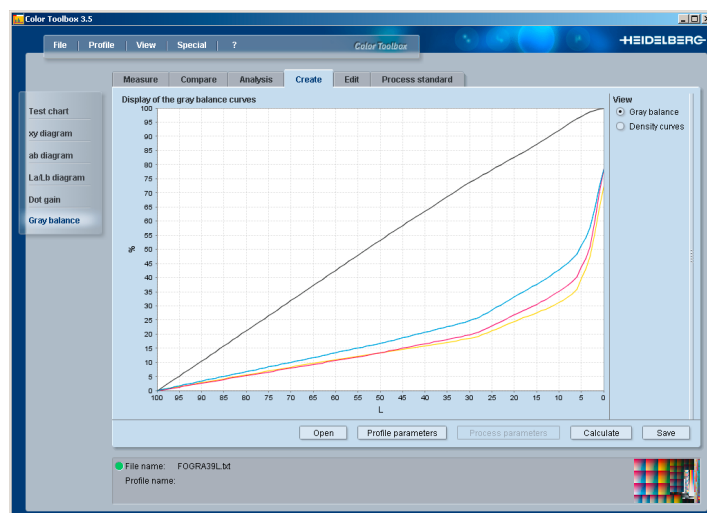 Color Toolbox 3.5
File Profile View Special ? Color Toolbox HEIDELBERG
Measure Compare Analysis Create Edit Process standard
Test chart
xy diagram
ab diagram
La/Lb diagram
Dot gain
Gray balance
Display of the gray balance curves
100
95
90
85
80
75
70
65
60
55
50
45
40
35
30
25
20
15
10
5
0
%
100 95 90 85 80 75 70 65 60 55 50 45 40 35 30 25 20 15 10 5 0
L
View
Gray balance
Density curves
Open Profile parameters Process parameters Calculate Save
File name: FOGRA39L.txt
Profile name: